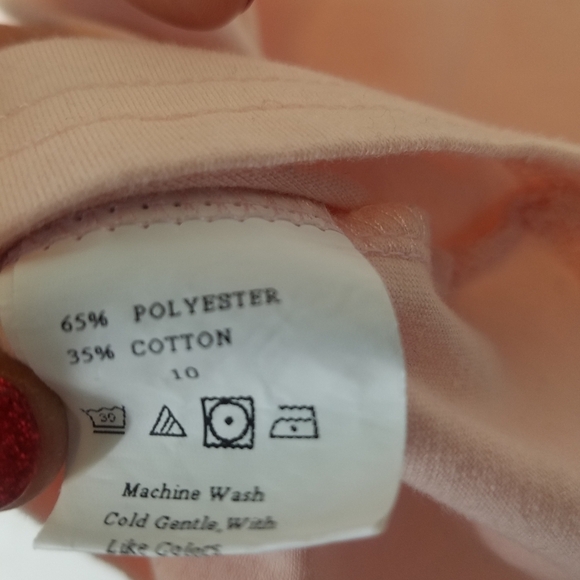 65% POLYESTER
35% COTTON
10
30
Machine Wash
Cold Gentle, With
Like Colors